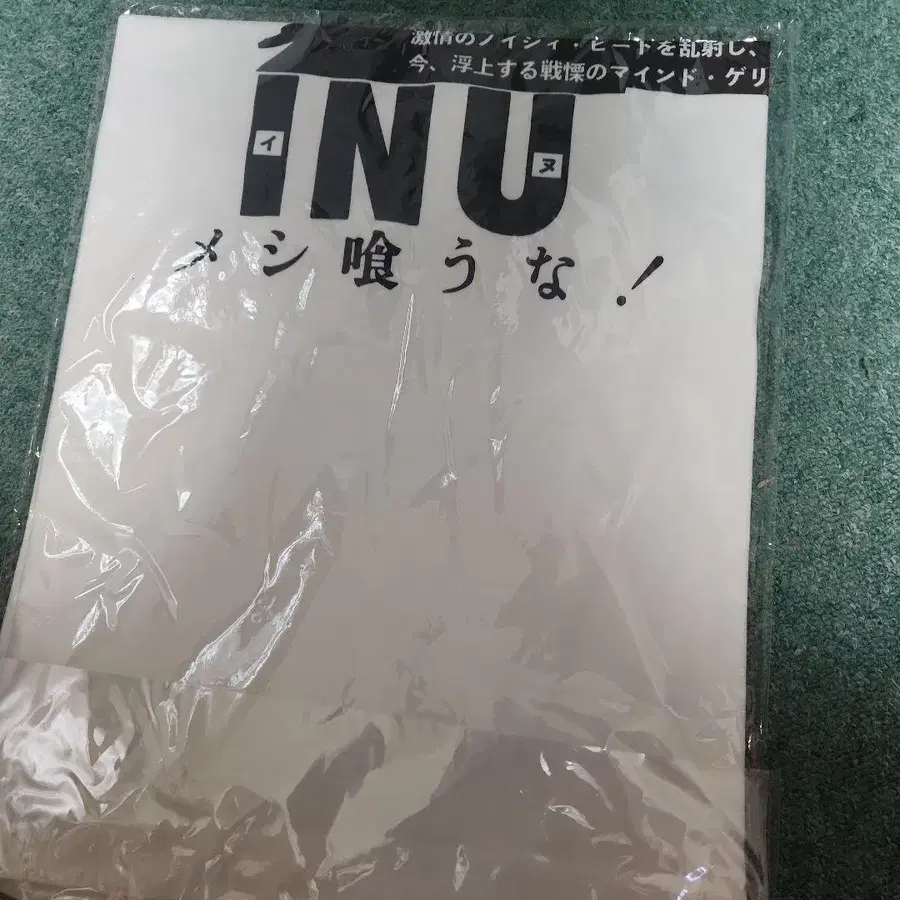 激情のノイジィ・ビートを乱射し、
今、浮上する戦慄のマインド・ゲリ
INU
イ ヌ
メシ喰うな!